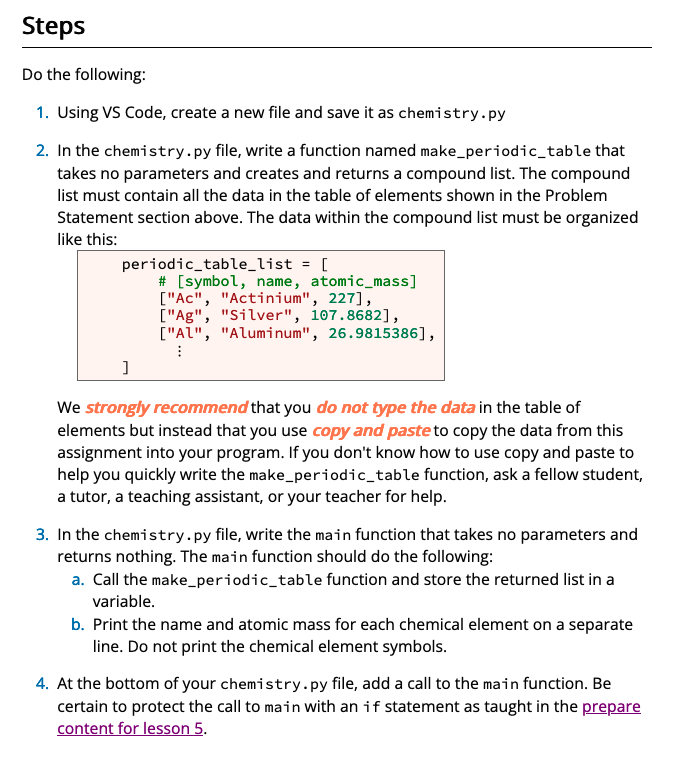 Steps
Do the following:
1. Using VS Code, create a new file and save it as chemistry.py
2. In the chemistry.py file, write a function named make_periodic_table that
takes no parameters and creates and returns a compound list. The compound
list must contain all the data in the table of elements shown in the Problem
Statement section above. The data within the compound list must be organized
like this:
periodic_table_list = [
# [symbol, name, atomic_mass]
["Ac", "Actinium", 227],
["Ag", "Silver", 107.8682],
["Al", "Aluminum", 26.9815386],
⋮
]
We strongly recommend that you do not type the data in the table of
elements but instead that you use copy and paste to copy the data from this
assignment into your program. If you don't know how to use copy and paste to
help you quickly write the make_periodic_table function, ask a fellow student,
a tutor, a teaching assistant, or your teacher for help.
3. In the chemistry.py file, write the main function that takes no parameters and
returns nothing. The main function should do the following:
a. Call the make_periodic_table function and store the returned list in a
variable.
b. Print the name and atomic mass for each chemical element on a separate
line. Do not print the chemical element symbols.
4. At the bottom of your chemistry.py file, add a call to the main function. Be
certain to protect the call to main with an if statement as taught in the prepare
content for lesson 5.